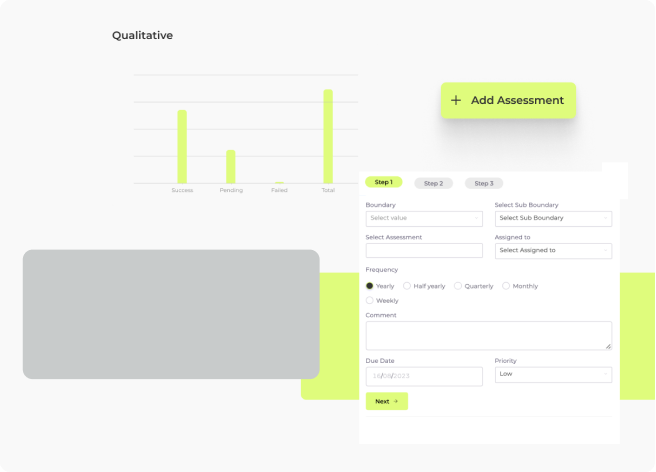 Qualitative
+ Add Assessment
Success Pending Failed Total
Step 1 Step 2 Step 3
Boundary Select Sub Boundary
Select value Select Sub Boundary
Select Assessment Assigned to
Select Assigned to
Frequency
Yearly Half yearly Quarterly Monthly
Weekly
Comment
Due Date Priority
16/08/2023 Low
Next →